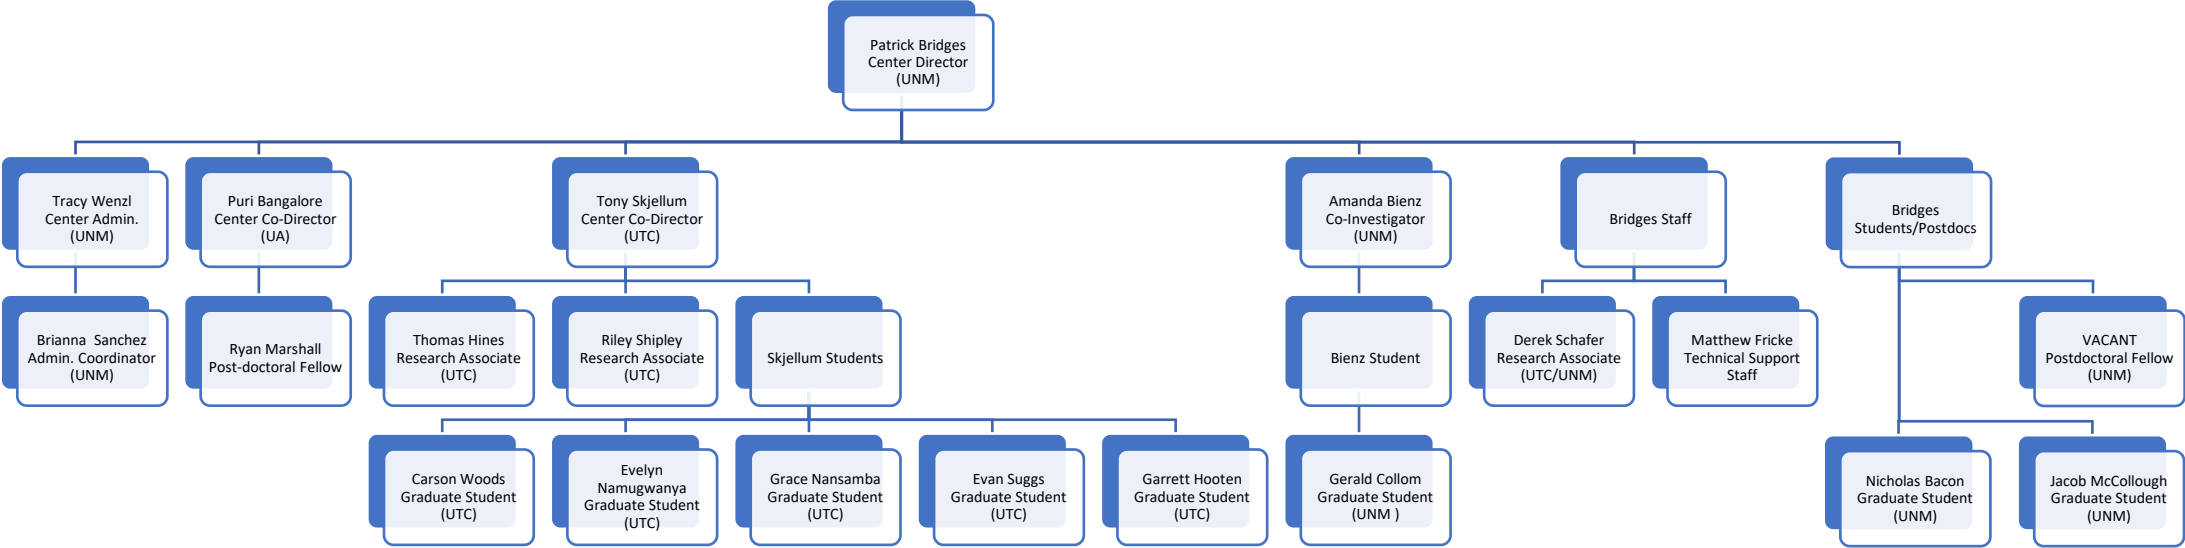 Patrick Bridges
Center Director
(UNM)
Tracy Wenzl
Center Admin.
(UNM)
Puri Bangalore
Center Co-Director
(UA)
Tony Skjellum
Center Co-Director
(UTC)
Amanda Bienz
Co-Investigator
(UNM)
Bridges Staff
Bridges
Students/Postdocs
Brianna  Sanchez
Admin. Coordinator
(UNM)
Ryan Marshall
Post-doctoral Fellow
Thomas Hines
Research Associate
(UTC)
Riley Shipley
Research Associate
(UTC)
Skjellum Students
Bienz Student
Derek Schafer
Research Associate
(UTC/UNM)
Matthew Fricke
Technical Support
Staff
VACANT
Postdoctoral Fellow
(UNM)
Carson Woods
Graduate Student
(UTC)
Evelyn
Namugwanya
Graduate Student
(UTC)
Grace Nansamba
Graduate Student
(UTC)
Evan Suggs
Graduate Student
(UTC)
Garrett Hooten
Graduate Student
(UTC)
Gerald Collom
Graduate Student
(UNM )
Nicholas Bacon
Graduate Student
(UNM)
Jacob McCollough
Graduate Student
(UNM)